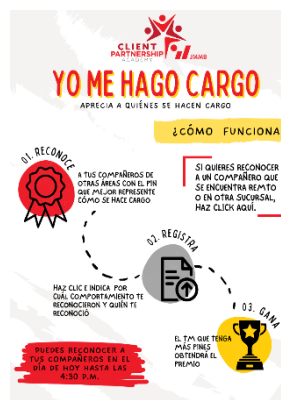 CLIENT
PARTNERSHIP
ACADEMY
JMMB
YO ME HAGO CARGO
APRECIA A QUIÉNES SE HACEN CARGO
¿CÓMO FUNCIONA
01. RECONOCE
A TUS COMPAÑEROS DE
OTRAS ÁREAS CON EL PIN
QUE MEJOR REPRESENTE
CÓMO SE HACE CARGO
SI QUIERES RECONOCER
A UN COMPAÑERO QUE
SE ENCUENTRA REMTO
O EN OTRA SUCURSAL,
HAZ CLICK AQUÍ.
02. REGISTRA
HAZ CLIC E INDICA POR
CUÁL COMPORTAMIENTO TE
RECONOCIERON Y QUIÉN TE
RECONOCIÓ
03. GANA
EL TM QUE TENGA
MÁS PINES
OBTENDRÁ EL
PREMIO
PUEDES RECONOCER A
TUS COMPAÑEROS EN EL
DÍA DE HOY HASTA LAS
4:30 P.M.